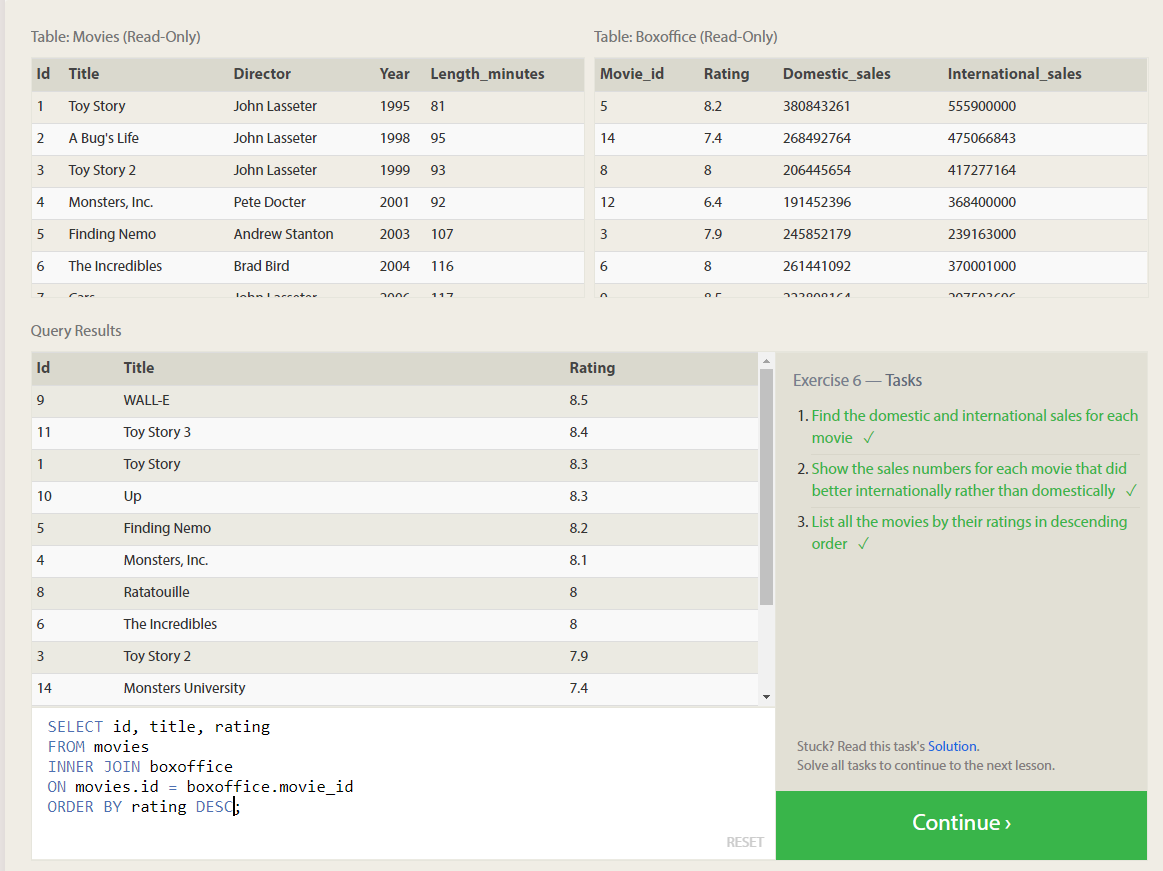 Table: Movies (Read-Only)
Id Title Director Year Length_minutes
1 Toy Story John Lasseter 1995 81
2 A Bug's Life John Lasseter 1998 95
3 Toy Story 2 John Lasseter 1999 93
4 Monsters, Inc. Pete Docter 2001 92
5 Finding Nemo Andrew Stanton 2003 107
6 The Incredibles Brad Bird 2004 116
7 Cars John Lasseter 2006 117
Table: Boxoffice (Read-Only)
Movie_id Rating Domestic_sales International_sales
5 8.2 380843261 555900000
14 7.4 268492764 475066843
8 8 206445654 417277164
12 6.4 191452396 368400000
3 7.9 245852179 239163000
6 8 261441092 370001000
9 8.5 223808164 297503696
Query Results
Id Title Rating
9 WALL-E 8.5
11 Toy Story 3 8.4
1 Toy Story 8.3
10 Up 8.3
5 Finding Nemo 8.2
4 Monsters, Inc. 8.1
8 Ratatouille 8
6 The Incredibles 8
3 Toy Story 2 7.9
14 Monsters University 7.4
SELECT id, title, rating
FROM movies
INNER JOIN boxoffice
ON movies.id = boxoffice.movie_id
ORDER BY rating DESC;
RESET
Exercise 6 — Tasks
1. Find the domestic and international sales for each
movie ✓
2. Show the sales numbers for each movie that did
better internationally rather than domestically ✓
3. List all the movies by their ratings in descending
order ✓
Stuck? Read this task's Solution.
Solve all tasks to continue to the next lesson.
Continue ›